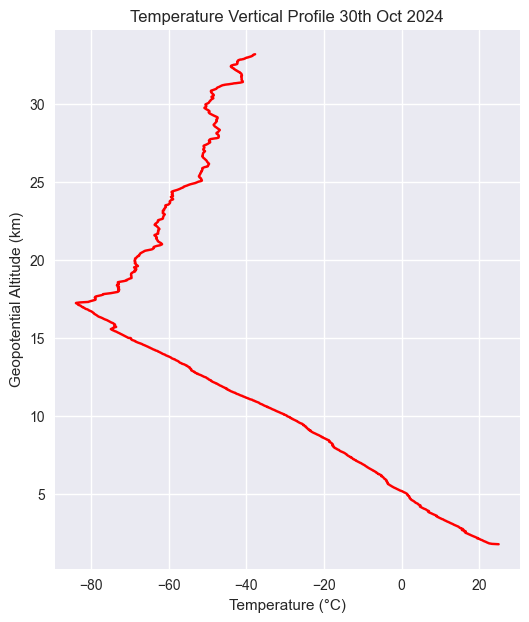 Temperature Vertical Profile 30th Oct 2024
Geopotential Altitude (km)
30
25
20
15
10
5
−80 −60 −40 −20 0 20
Temperature (°C)